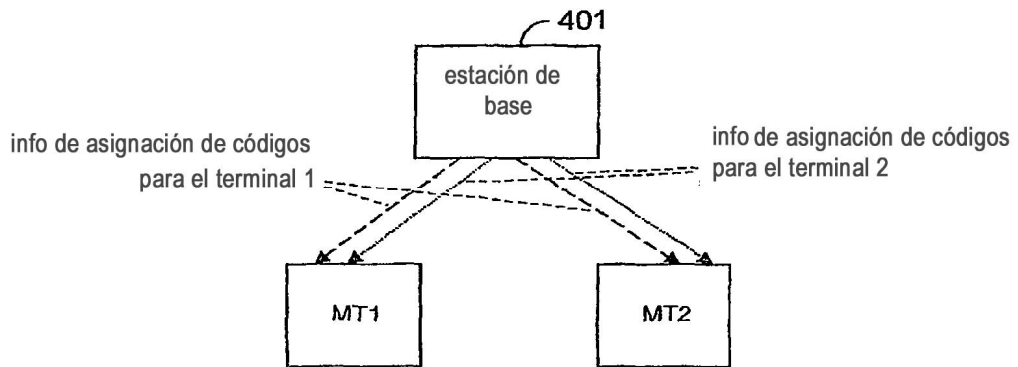 401
estación de
base
info de asignación de códigos
para el terminal 1
info de asignación de códigos
para el terminal 2
MT1
MT2